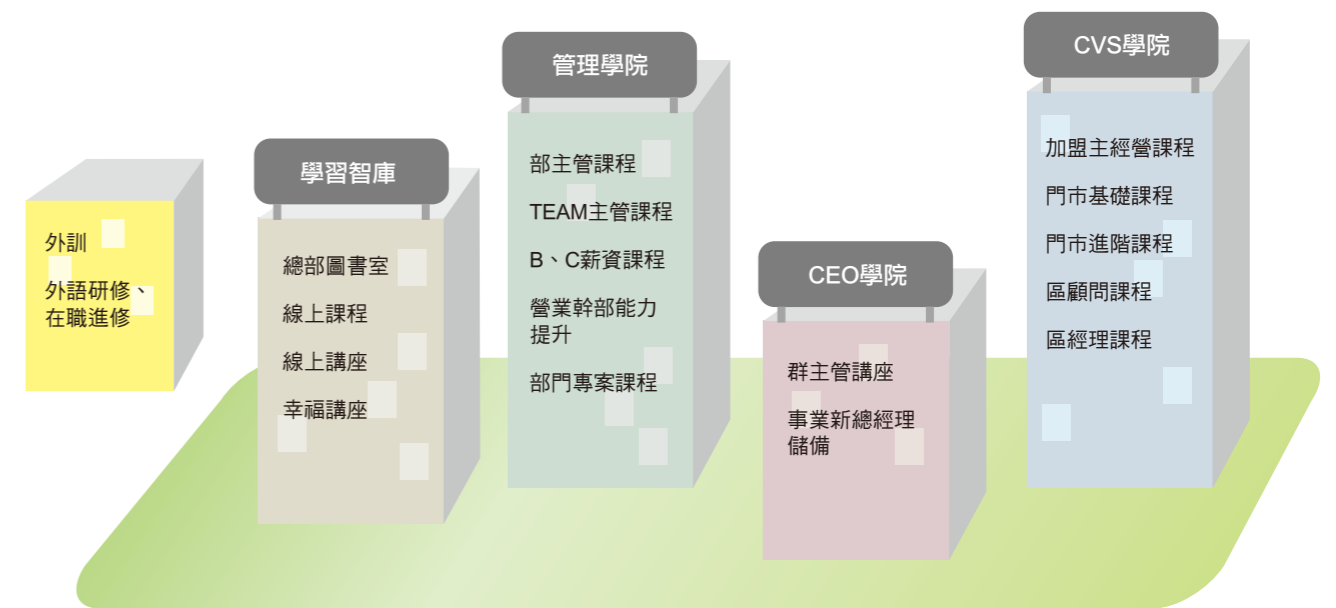 外訓
外語研修、
在職進修
學習智庫
總部圖書室
線上課程
線上講座
幸福講座
管理學院
部主管課程
TEAM主管課程
B、C薪資課程
營業幹部能力
提升
部門專案課程
CEO學院
群主管講座
事業新總經理
儲備
CVS學院
加盟主經營課程
門市基礎課程
門市進階課程
區顧問課程
區經理課程